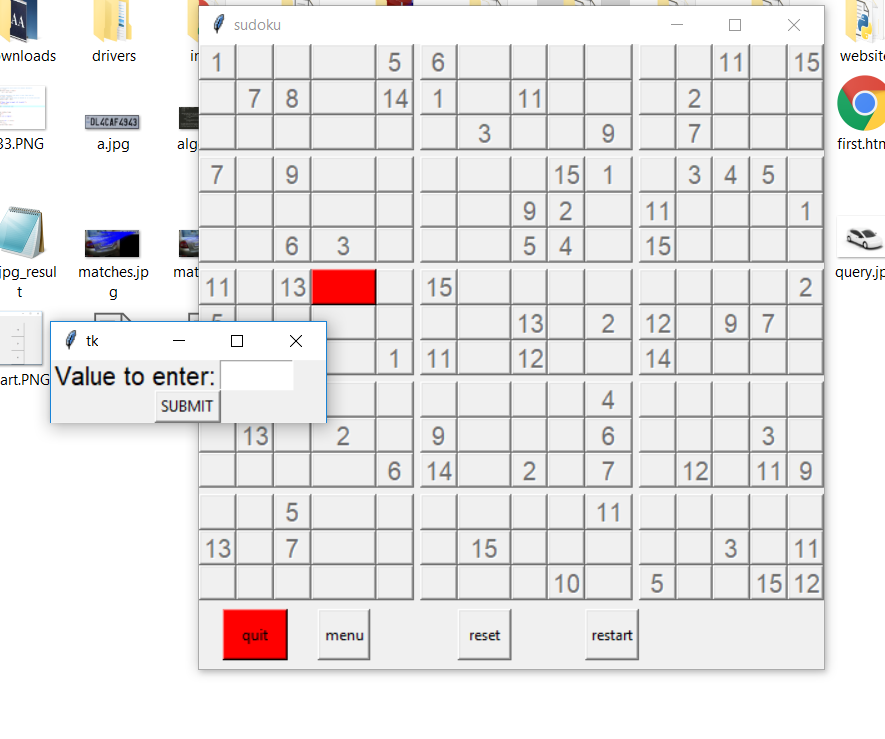 sudoku
wnloads drivers in website
33.PNG a.jpg alg first.htm
DL4CAF4943
1 5 6 11 15
7 8 14 1 11 2
3 9 7
7 9 15 1 3 4 5
9 2 11 1
6 3 5 4 15
11 13 15 2
5 13 2 12 9 7
1 11 12 14
4
13 2 9 6 3
6 14 2 7 12 11 9
5 11
13 7 15 3 11
10 5 15 12
jpg_resul
t
matches.jp
g
mat
query.jp
art.PNG
tk
Value to enter:
SUBMIT
quit menu reset restart